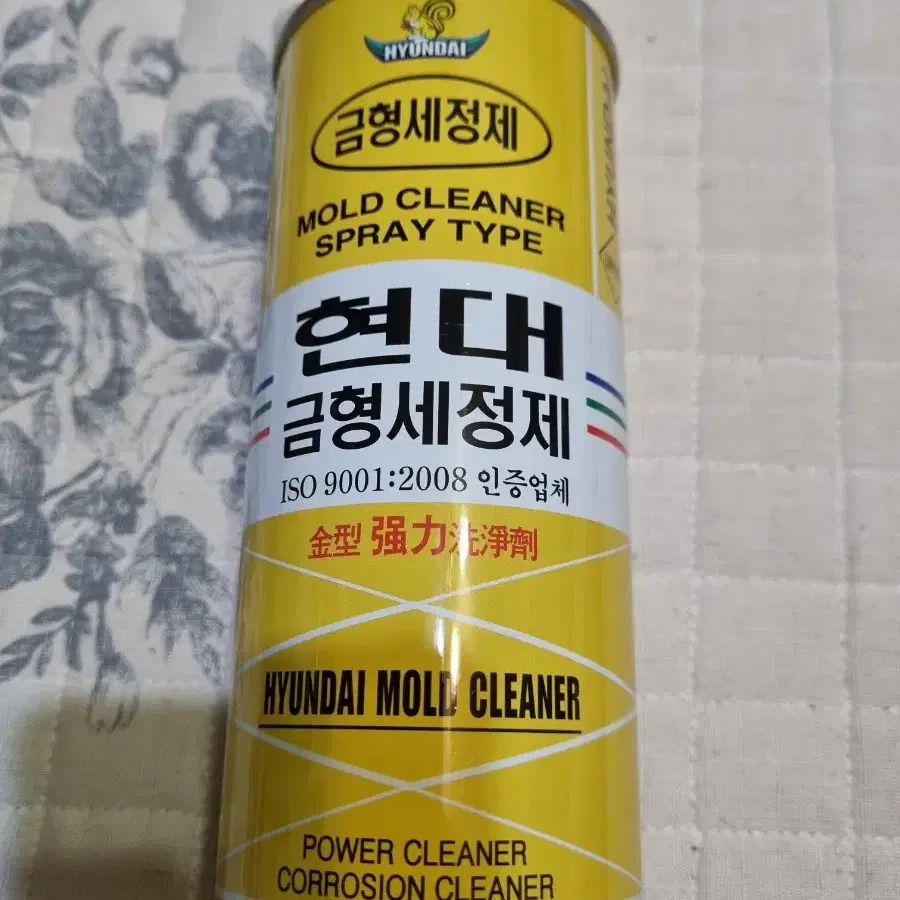 HYUNDAI
금형세정제
MOLD CLEANER
SPRAY TYPE
현대
금형세정제
ISO 9001:2008 인증업체
金型 强力洗淨劑
HYUNDAI MOLD CLEANER
POWER CLEANER
CORROSION CLEANER
HYUNDAI